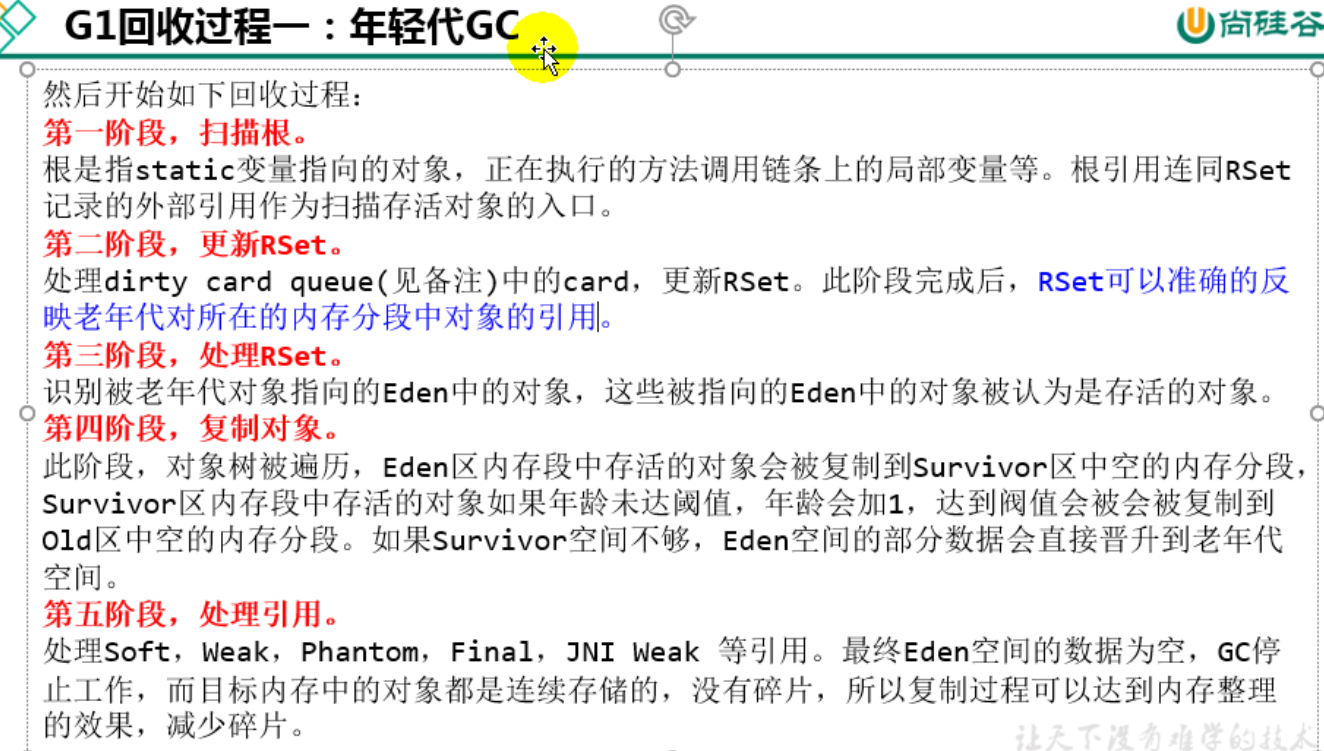 G1回收过程一：年轻代GC
尚硅谷
然后开始如下回收过程：
第一阶段，扫描根。
根是指static变量指向的对象，正在执行的方法调用链条上的局部变量等。根引用连同RSet
记录的外部引用作为扫描存活对象的入口。
第二阶段，更新RSet。
处理dirty card queue(见备注)中的card，更新RSet。此阶段完成后，RSet可以准确的反
映老年代对所在的内存分段中对象的引用。
第三阶段，处理RSet。
识别被老年代对象指向的Eden中的对象，这些被指向的Eden中的对象被认为是存活的对象。
第四阶段，复制对象。
此阶段，对象树被遍历，Eden区内存段中存活的对象会被复制到Survivor区中空的内存分段，
Survivor区内存段中存活的对象如果年龄未达阈值，年龄会加1，达到阀值会被会被复制到
Old区中空的内存分段。如果Survivor空间不够，Eden空间的部分数据会直接晋升到老年代
空间。
第五阶段，处理引用。
处理Soft，Weak，Phantom，Final，JNI Weak 等引用。最终Eden空间的数据为空，GC停
止工作，而目标内存中的对象都是连续存储的，没有碎片，所以复制过程可以达到内存整理
的效果，减少碎片。
让天下没有难学的技术